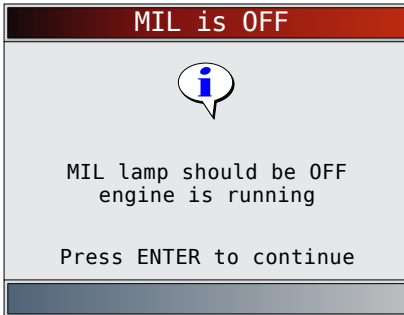 MIL is OFF
MIL lamp should be OFF
engine is running
Press ENTER to continue